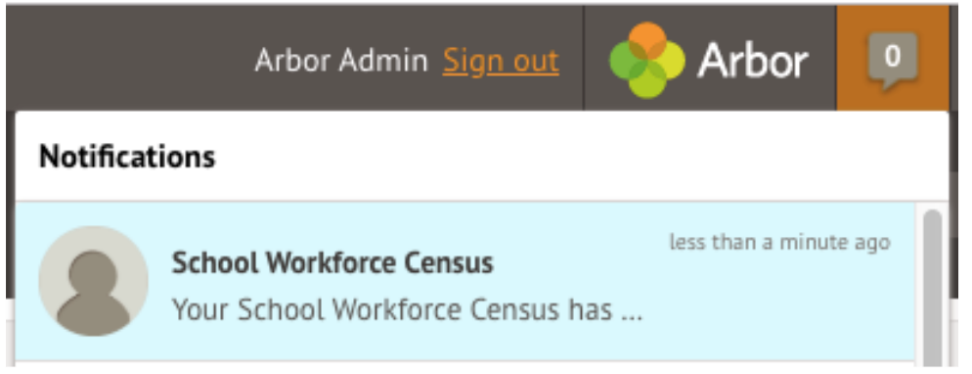 Arbor Admin Sign out Arbor 0
Notifications
School Workforce Census less than a minute ago
Your School Workforce Census has ...